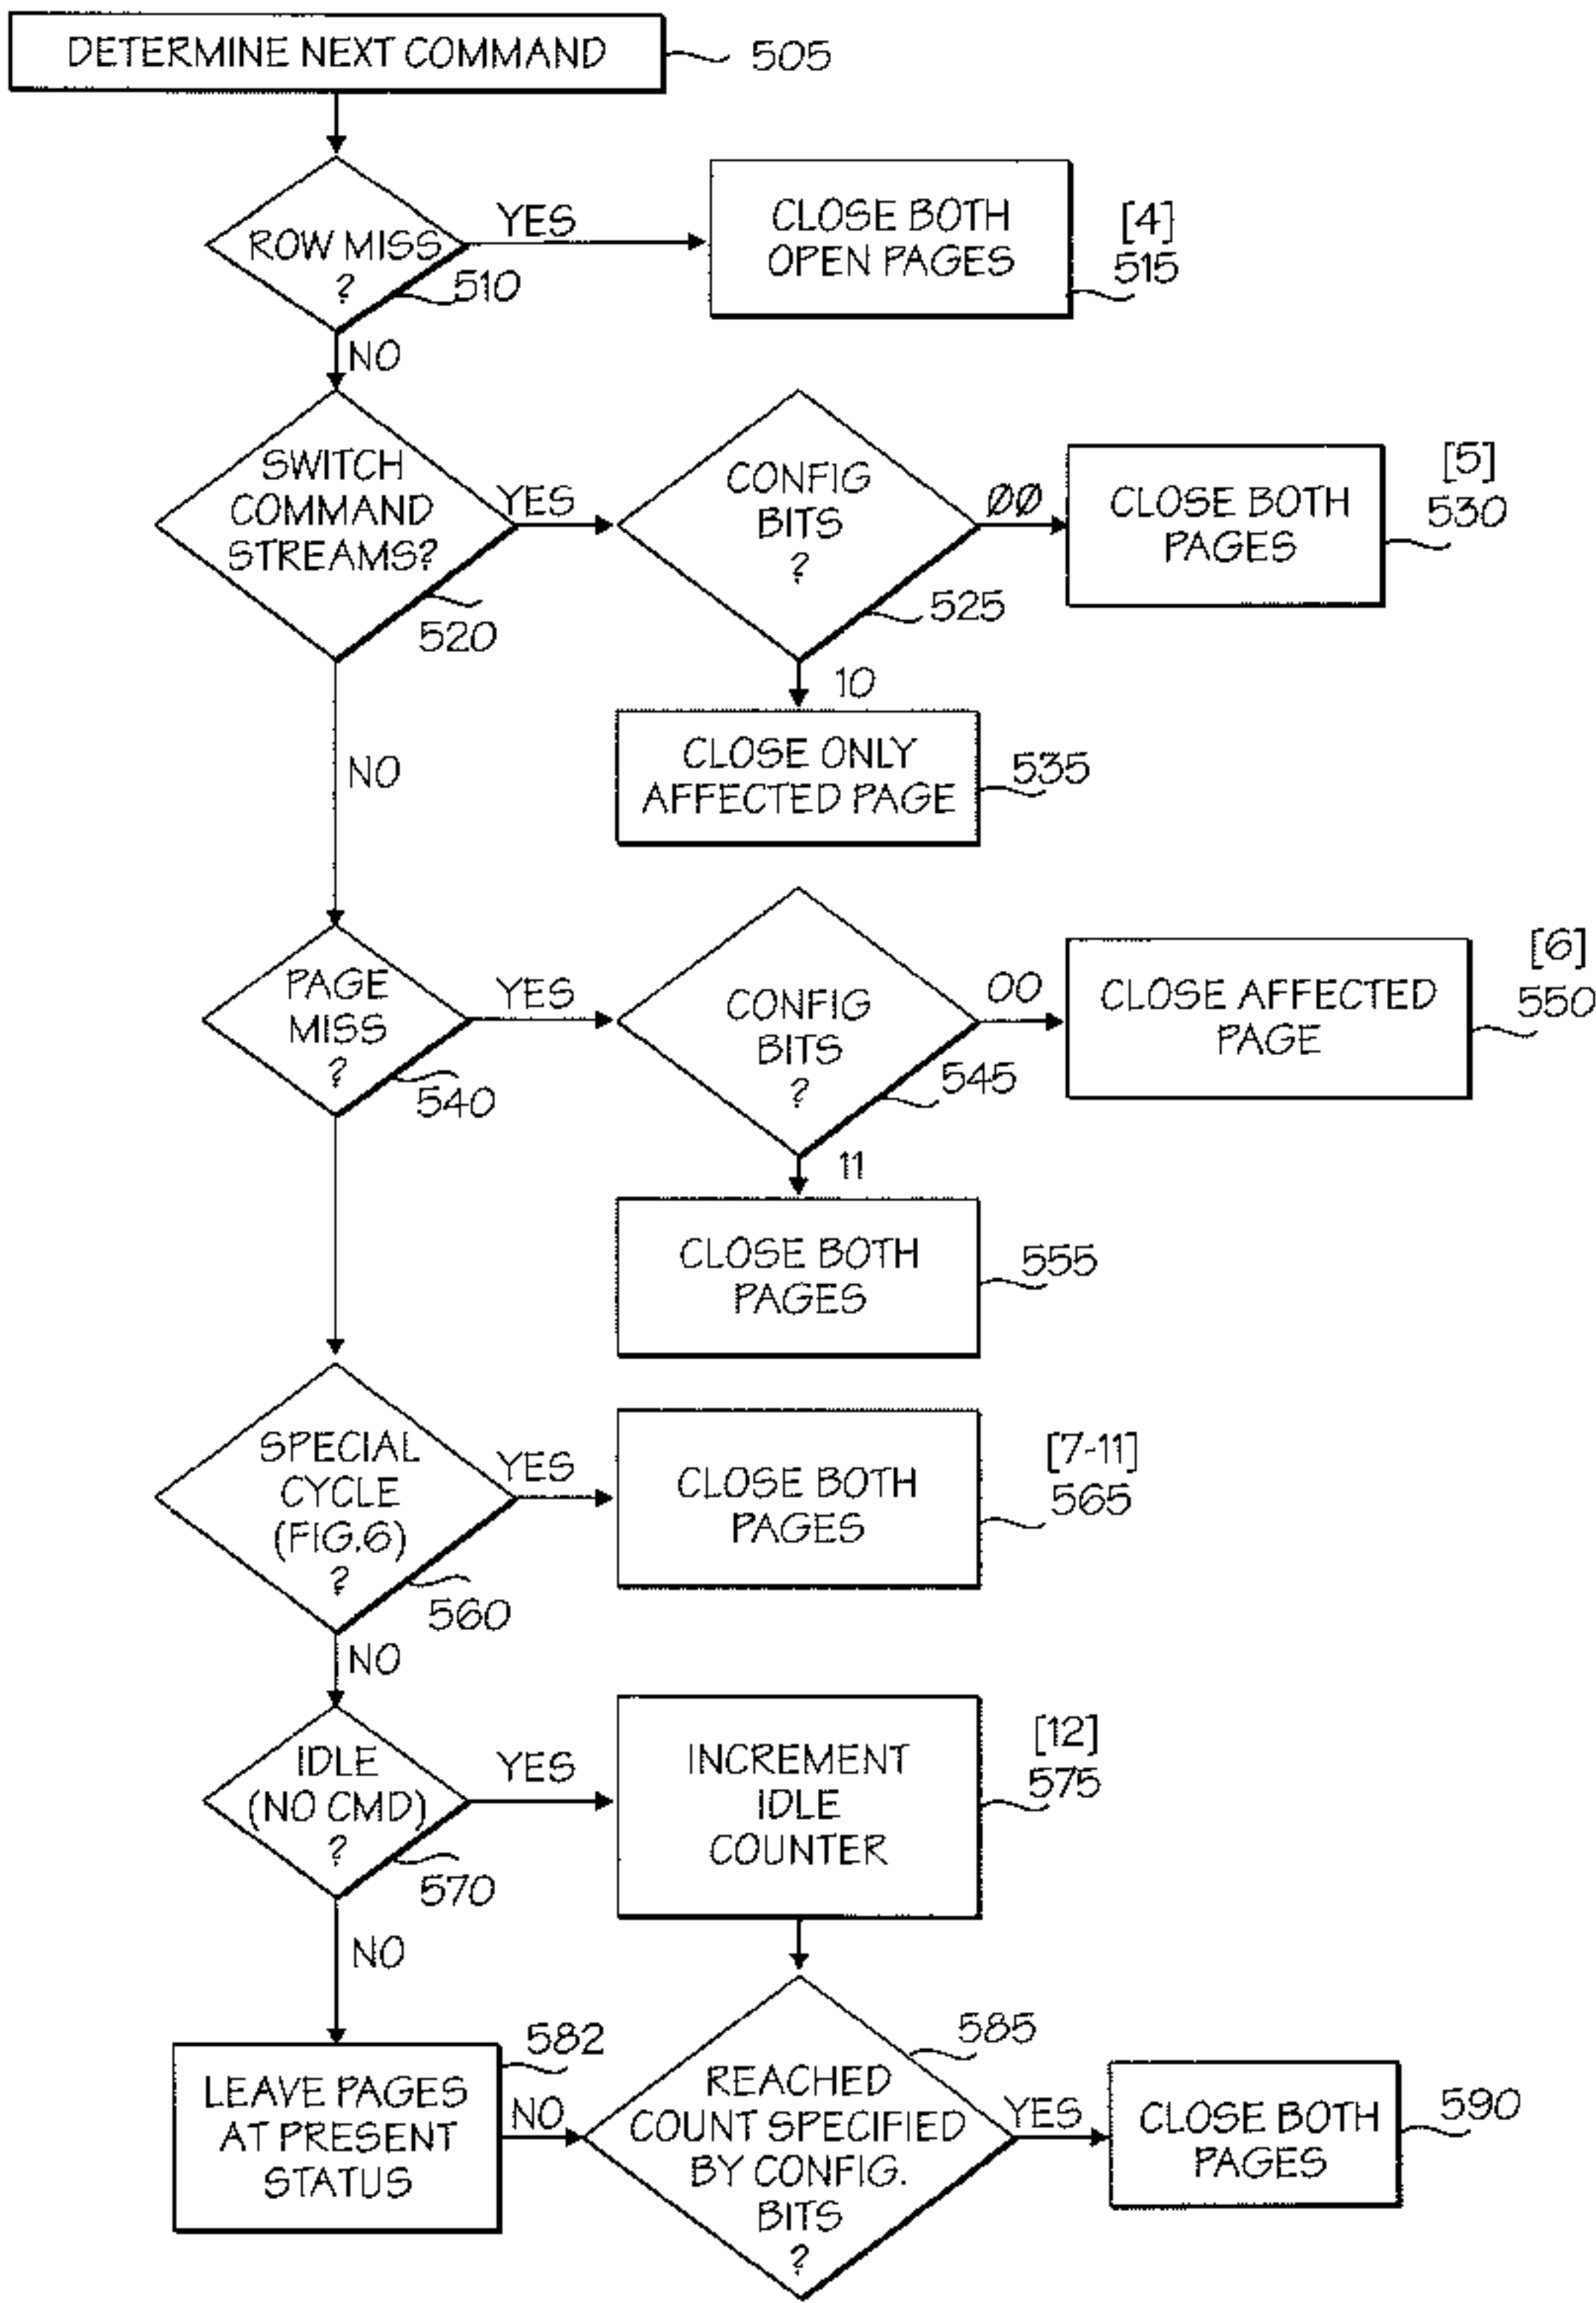 DETERMINE NEXT COMMAND
505
ROW MISS
?
510
YES
CLOSE BOTH
OPEN PAGES
[4]
515
NO
SWITCH
COMMAND
STREAMS?
520
YES
CONFIG
BITS
?
525
ØØ
CLOSE BOTH
PAGES
[5]
530
10
CLOSE ONLY
AFFECTED PAGE
535
NO
PAGE
MISS
?
540
YES
CONFIG
BITS
?
545
00
CLOSE AFFECTED
PAGE
[6]
550
11
CLOSE BOTH
PAGES
555
SPECIAL
CYCLE
(FIG.6)
?
560
YES
CLOSE BOTH
PAGES
[7-11]
565
NO
IDLE
(NO CMD)
?
570
YES
INCREMENT
IDLE
COUNTER
[12]
575
NO
LEAVE PAGES
AT PRESENT
STATUS
582
NO
REACHED
COUNT SPECIFIED
BY CONFIG.
BITS
?
585
YES
CLOSE BOTH
PAGES
590